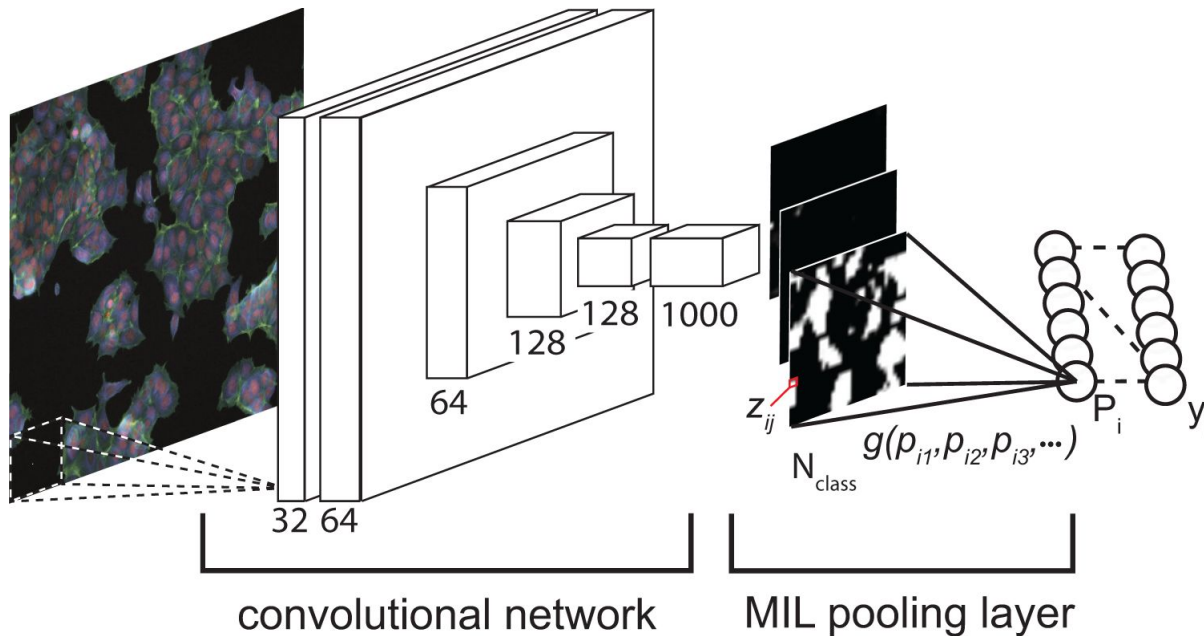 128
128
1000
64
z_ij
P_i
y
g(p_i1,p_i2,p_i3,···)
N_class
32
64
convolutional network
MIL pooling layer